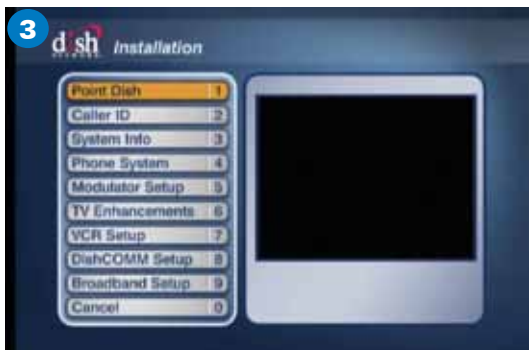 3
dish Installation
NETWORK
Point Dish 1
Caller ID 2
System Info 3
Phone System 4
Modulator Setup 5
TV Enhancements 6
VCR Setup 7
DishCOMM Setup 8
Broadband Setup 9
Cancel 0